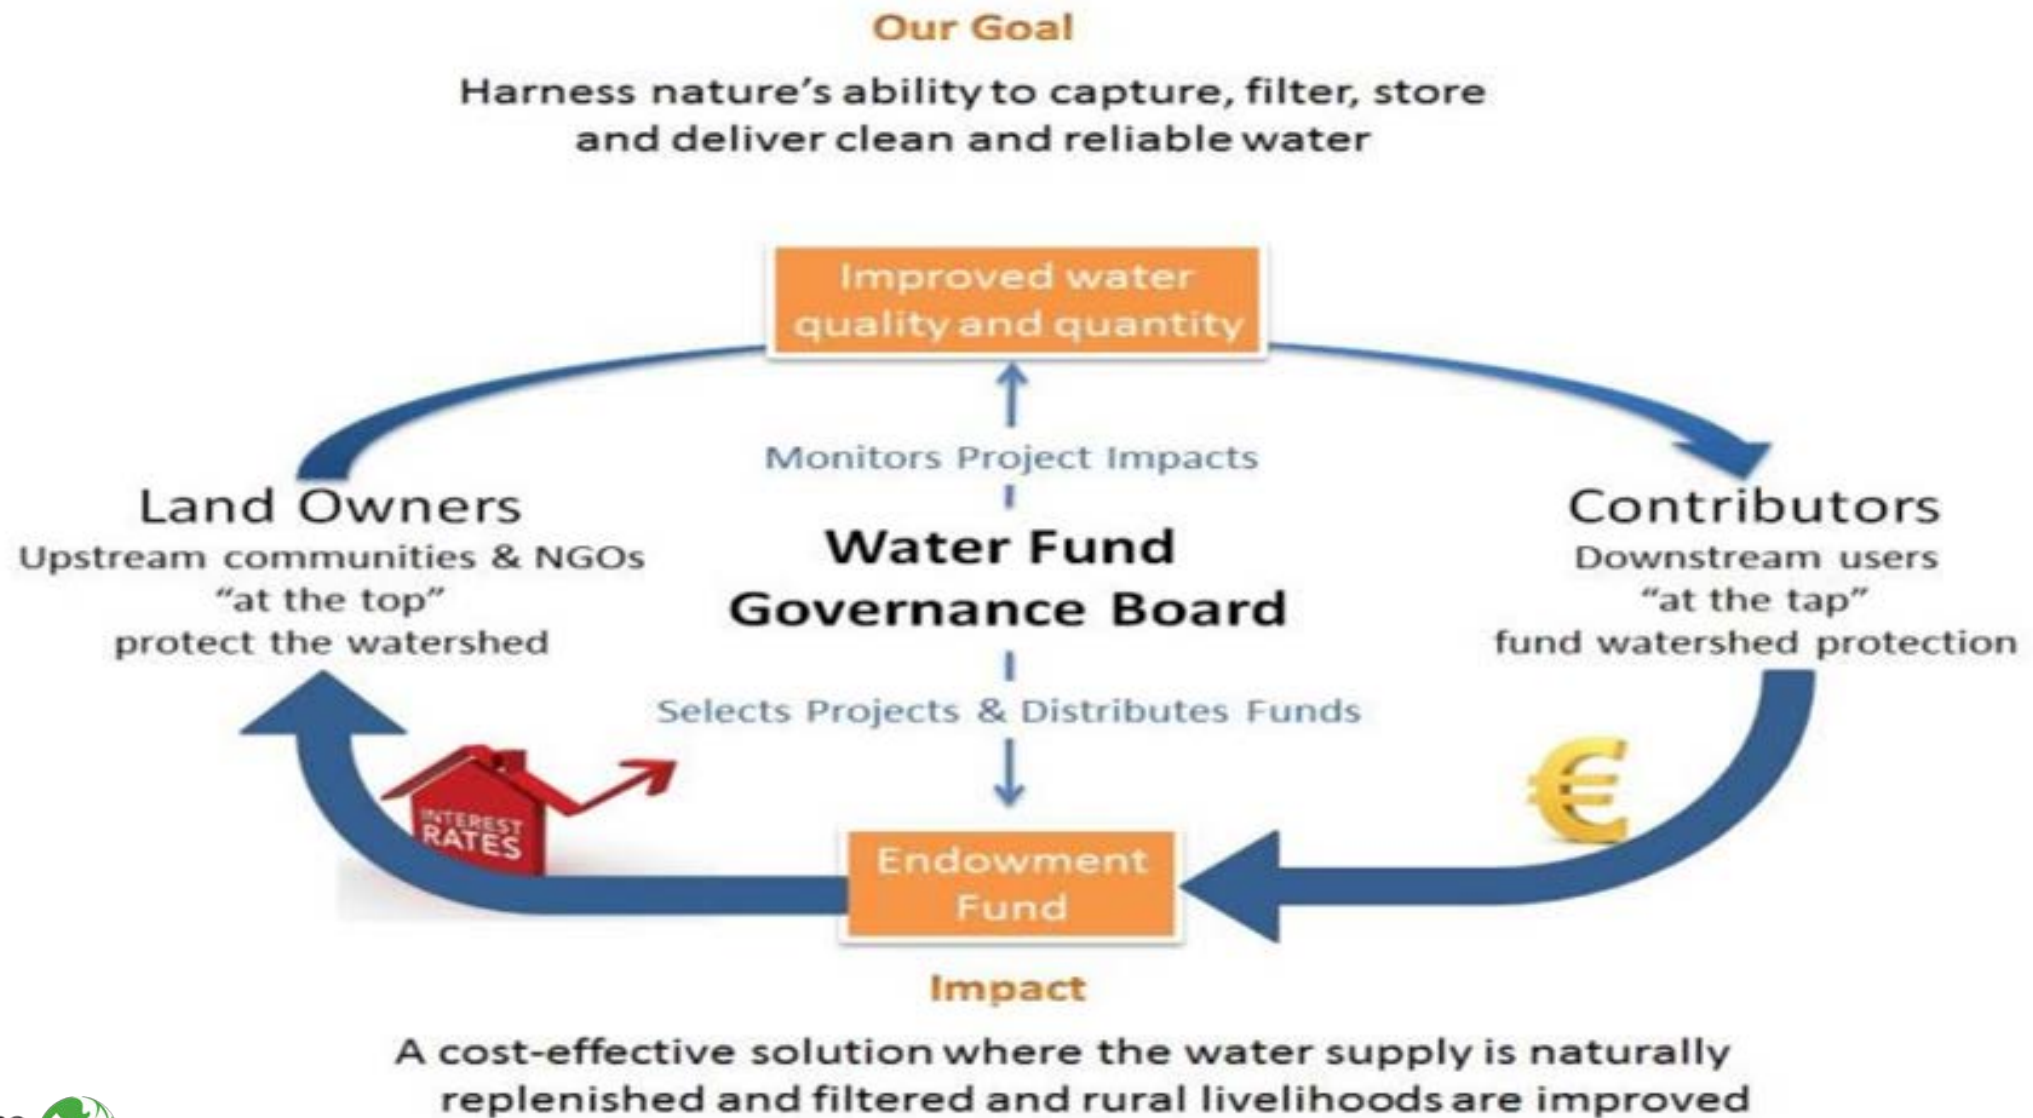 Our Goal
Harness nature's ability to capture, filter, store
and deliver clean and reliable water
Improved water
quality and quantity
Monitors Project Impacts
Land Owners
Upstream communities & NGOs
"at the top"
protect the watershed
Water Fund
Governance Board
Contributors
Downstream users
"at the tap"
fund watershed protection
Selects Projects & Distributes Funds
INTEREST
RATES
€
Endowment
Fund
Impact
A cost-effective solution where the water supply is naturally
replenished and filtered and rural livelihoods are improved